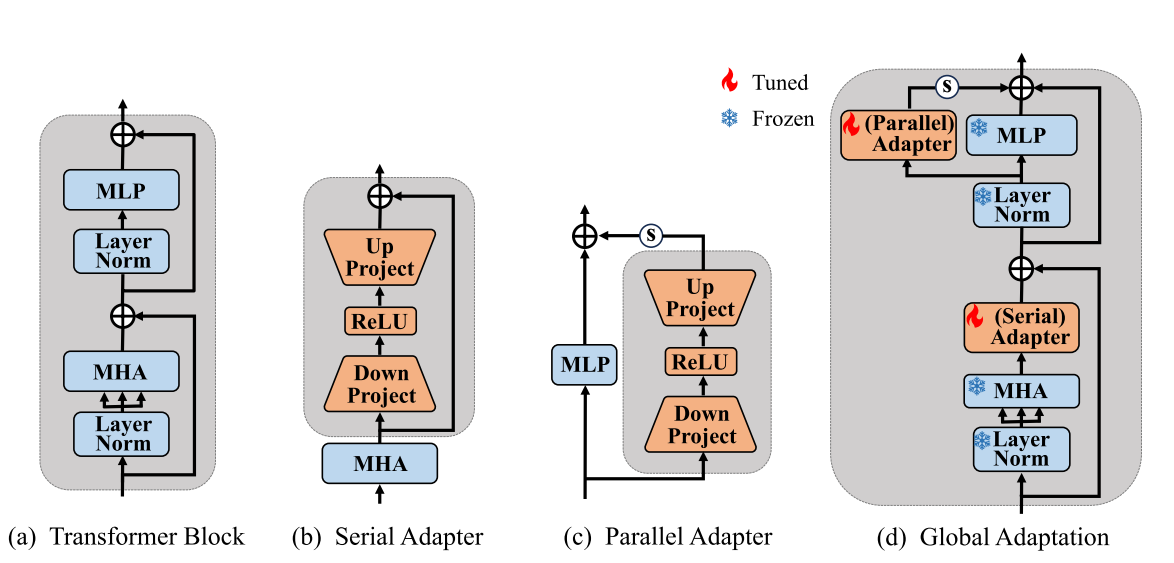 MLP
Layer
Norm
MHA
Layer
Norm
(a) Transformer Block
Up
Project
ReLU
Down
Project
MHA
(b) Serial Adapter
s
Up
Project
MLP
ReLU
Down
Project
(c) Parallel Adapter
Tuned
Frozen
s
(Parallel)
Adapter
MLP
Layer
Norm
(Serial)
Adapter
MHA
Layer
Norm
(d) Global Adaptation